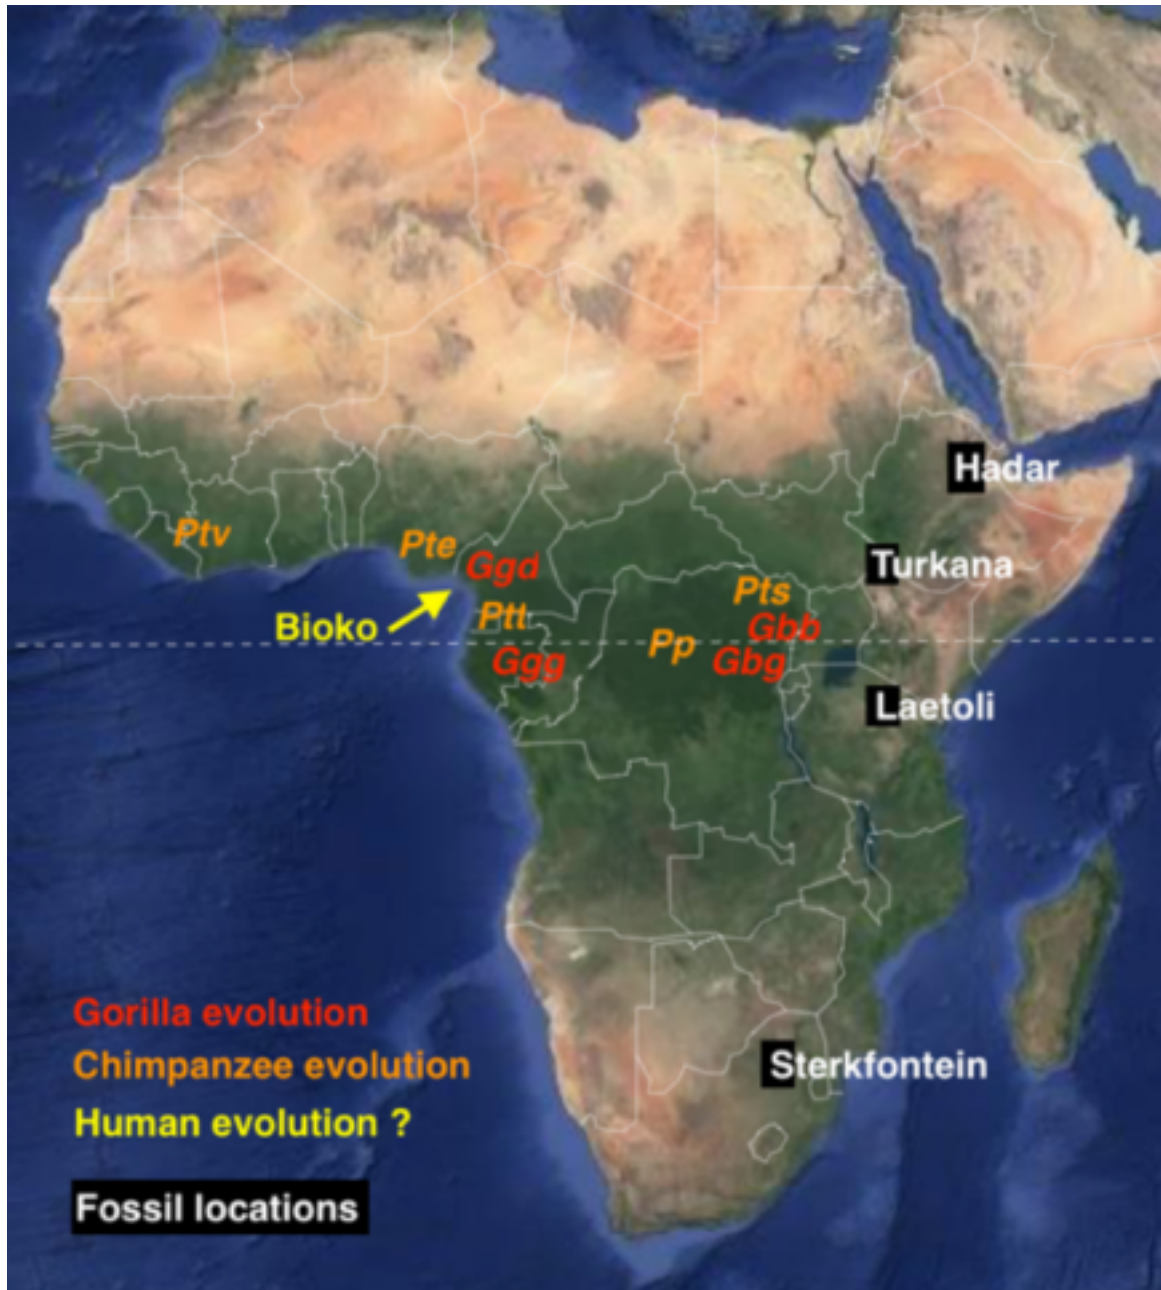 Hadar
Ptv
Pte
Ggd
Turkana
Pts
Bioko
Ptt
Gbb
Pp
Ggg
Gbg
Laetoli
Gorilla evolution
Chimpanzee evolution
Sterkfontein
Human evolution ?
Fossil locations